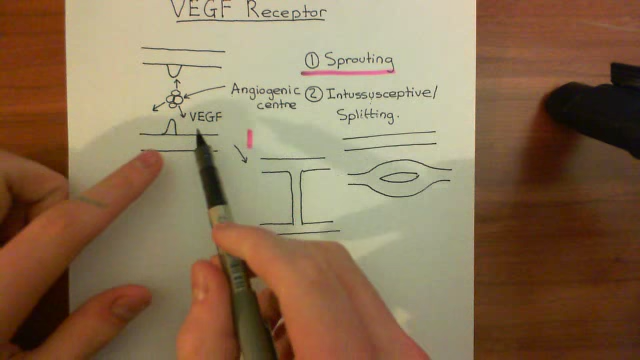 VEGF Receptor
① Sprouting
Angiogenic
centre
② Intussusceptive/
Splitting.
VEGF